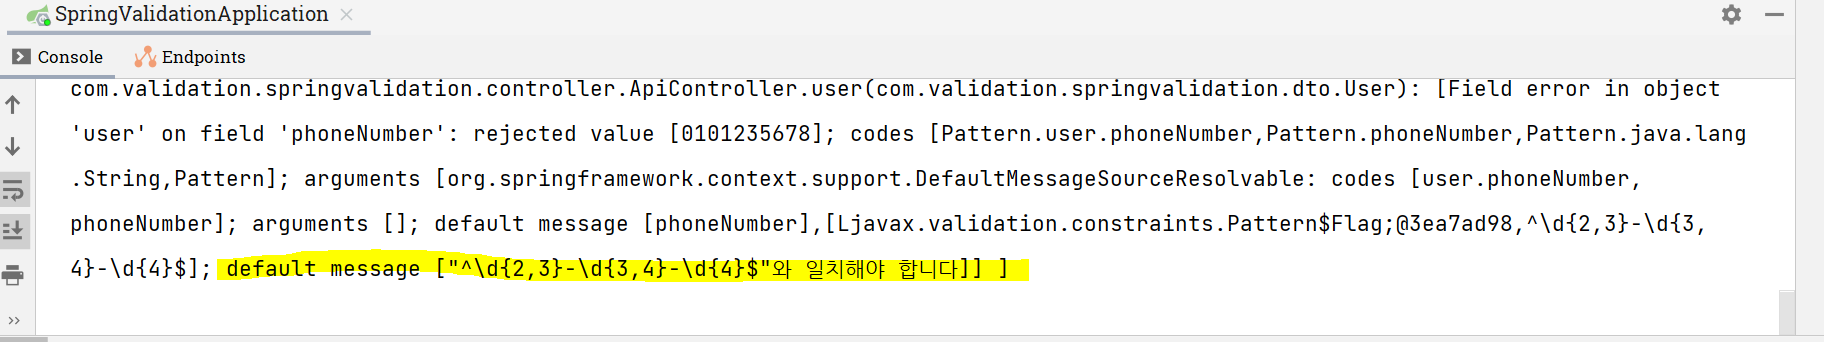 SpringValidationApplication
Console Endpoints
com.validation.springvalidation.controller.ApiController.user(com.validation.springvalidation.dto.User): [Field error in object
'user' on field 'phoneNumber': rejected value [0101235678]; codes [Pattern.user.phoneNumber,Pattern.phoneNumber,Pattern.java.lang
.String,Pattern]; arguments [org.springframework.context.support.DefaultMessageSourceResolvable: codes [user.phoneNumber,
phoneNumber]; arguments []; default message [phoneNumber],[Ljavax.validation.constraints.Pattern$Flag;@3ea7ad98,^\d{2,3}-\d{3,
4}-\d{4}$]; default message ["^\d{2,3}-\d{3,4}-\d{4}$"와 일치해야 합니다]] ]